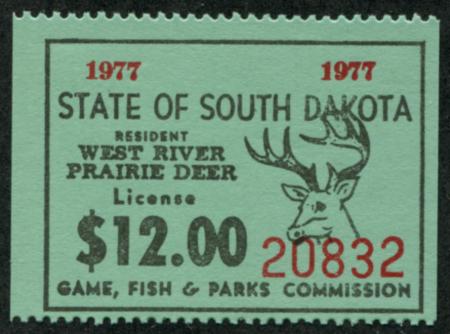 1977 1977
STATE OF SOUTH DAKOTA
RESIDENT
WEST RIVER
PRAIRIE DEER
License
$12.00 20832
GAME, FISH & PARKS COMMISSION